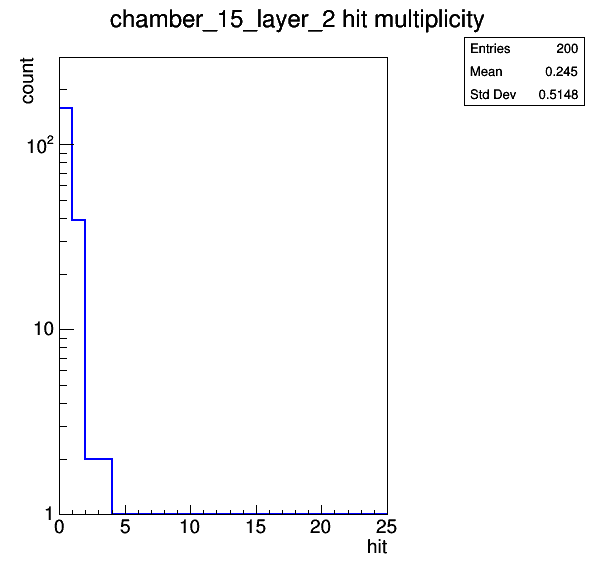 chamber_15_layer_2 hit multiplicity
Entries 200
Mean 0.245
Std Dev 0.5148
count
10²
10
1
0 5 10 15 20 25
hit